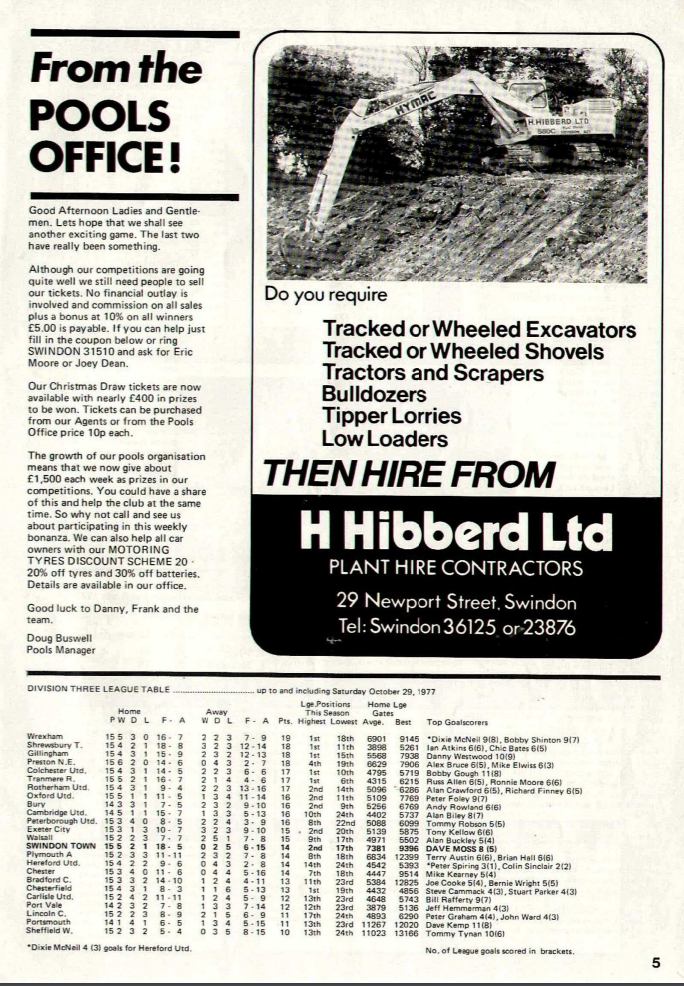 From the
POOLS
OFFICE!
Good Afternoon Ladies and Gentle-
men. Lets hope that we shall see
another exciting game. The last two
have really been something.
Although our competitions are going
quite well we still need people to sell
our tickets. No financial outlay is
involved and commission on all sales
plus a bonus at 10% on all winners
£5.00 is payable. If you can help just
fill in the coupon below or ring
SWINDON 31510 and ask for Eric
Moore or Joey Dean.
Our Christmas Draw tickets are now
available with nearly £400 in prizes
to be won. Tickets can be purchased
from our Agents or from the Pools
Office price 10p each.
The growth of our pools organisation
means that we now give about
£1,500 each week as prizes in our
competitions. You could have a share
of this and help the club at the same
time. So why not call and see us
about participating in this weekly
bonanza. We can also help all car
owners with our MOTORING
TYRES DISCOUNT SCHEME 20 -
20% off tyres and 30% off batteries.
Details are available in our office.
Good luck to Danny, Frank and the
team.
Doug Buswell
Pools Manager
HYMAC
H.HIBBERD LTD
580C
Do you require
Tracked or Wheeled Excavators
Tracked or Wheeled Shovels
Tractors and Scrapers
Bulldozers
Tipper Lorries
Low Loaders
THEN HIRE FROM
H Hibberd Ltd
PLANT HIRE CONTRACTORS
29 Newport Street, Swindon
Tel: Swindon 36125 or 23876
DIVISION THREE LEAGUE TABLE .............................. up to and including Saturday October 29, 1977
Lge.Positions Home Lge
Home Away This Season Gates
P W D L F - A W D L F - A Pts. Highest Lowest Avge. Best Top Goalscorers
Wrexham 15 5 3 0 16 - 7 2 2 3 7 - 9 19 1st 18th 6901 9145 *Dixie McNeil 9(8), Bobby Shinton 9(7)
Shrewsbury T. 15 4 2 1 18 - 8 3 2 3 12 - 14 18 1st 11th 3898 5261 Ian Atkins 6(6), Chic Bates 6(5)
Gillingham 15 4 3 1 15 - 9 2 3 2 12 - 13 18 1st 15th 5568 7938 Danny Westwood 10(9)
Preston N.E. 15 6 2 0 14 - 6 0 4 3 2 - 7 18 4th 19th 6629 7906 Alex Bruce 6(5), Mike Elwiss 6(3)
Colchester Utd. 15 4 3 1 14 - 5 2 2 3 6 - 6 17 1st 10th 4795 5719 Bobby Gough 11(8)
Tranmere R. 15 5 2 1 16 - 7 2 1 4 4 - 6 17 1st 6th 4315 6215 Russ Allen 6(5), Ronnie Moore 6(6)
Rotherham Utd. 15 4 3 1 9 - 4 2 2 3 13 - 16 17 2nd 14th 5096 6286 Alan Crawford 6(5), Richard Finney 6(5)
Oxford Utd. 15 5 1 1 11 - 5 1 3 4 11 - 14 16 2nd 11th 5109 7769 Peter Foley 9(7)
Bury 14 3 3 1 7 - 5 2 3 2 9 - 10 16 2nd 9th 5256 6769 Andy Rowland 6(6)
Cambridge Utd. 14 5 1 1 15 - 7 1 3 3 5 - 13 16 10th 24th 4402 5737 Alan Biley 8(7)
Peterborough Utd. 15 3 4 0 8 - 5 2 2 4 3 - 9 16 8th 22nd 5088 6099 Tommy Robson 5(5)
Exeter City 15 3 1 3 10 - 7 3 2 3 9 - 10 15 2nd 20th 5139 5875 Tony Kellow 6(6)
Walsall 15 2 2 3 7 - 7 2 5 1 7 - 8 15 9th 17th 4971 5502 Alan Buckley 5(4)
SWINDON TOWN 15 5 2 1 18 - 5 0 2 5 6 - 15 14 2nd 17th 7381 9396 DAVE MOSS 8 (5)
Plymouth A 15 2 3 3 11 - 11 2 3 2 7 - 8 14 8th 18th 6834 12399 Terry Austin 6(6), Brian Hall 6(6)
Hereford Utd. 15 4 2 2 9 - 6 0 4 3 2 - 8 14 14th 24th 4542 5393 *Peter Spiring 3(1), Colin Sinclair 2(2)
Chester 15 3 4 0 11 - 6 0 4 4 5 - 16 14 7th 18th 4447 9514 Mike Kearney 5(4)
Bradford C. 15 3 3 2 14 - 10 1 2 4 4 - 11 13 11th 23rd 5384 12825 Joe Cooke 5(4), Bernie Wright 5(5)
Chesterfield 15 4 3 1 8 - 3 1 1 6 5 - 13 13 1st 19th 4432 4856 Steve Cammack 4(3), Stuart Parker 4(3)
Carlisle Utd. 15 2 4 2 11 - 11 1 2 4 5 - 9 12 13th 23rd 4648 5743 Bill Rafferty 9(7)
Port Vale 14 2 3 2 7 - 8 1 3 3 7 - 14 12 12th 23rd 3879 5136 Jeff Hemmerman 4(3)
Lincoln C. 15 2 2 3 8 - 9 2 1 5 6 - 9 11 17th 24th 4893 6290 Peter Graham 4(4), John Ward 4(3)
Portsmouth 14 1 4 1 6 - 5 1 3 4 5 - 15 11 13th 23rd 11267 12020 Dave Kemp 11(8)
Sheffield W. 15 2 3 2 5 - 4 0 3 5 8 - 15 10 13th 24th 11023 13166 Tommy Tynan 10(6)
*Dixie McNeil 4 (3) goals for Hereford Utd.
No. of League goals scored in brackets.
5